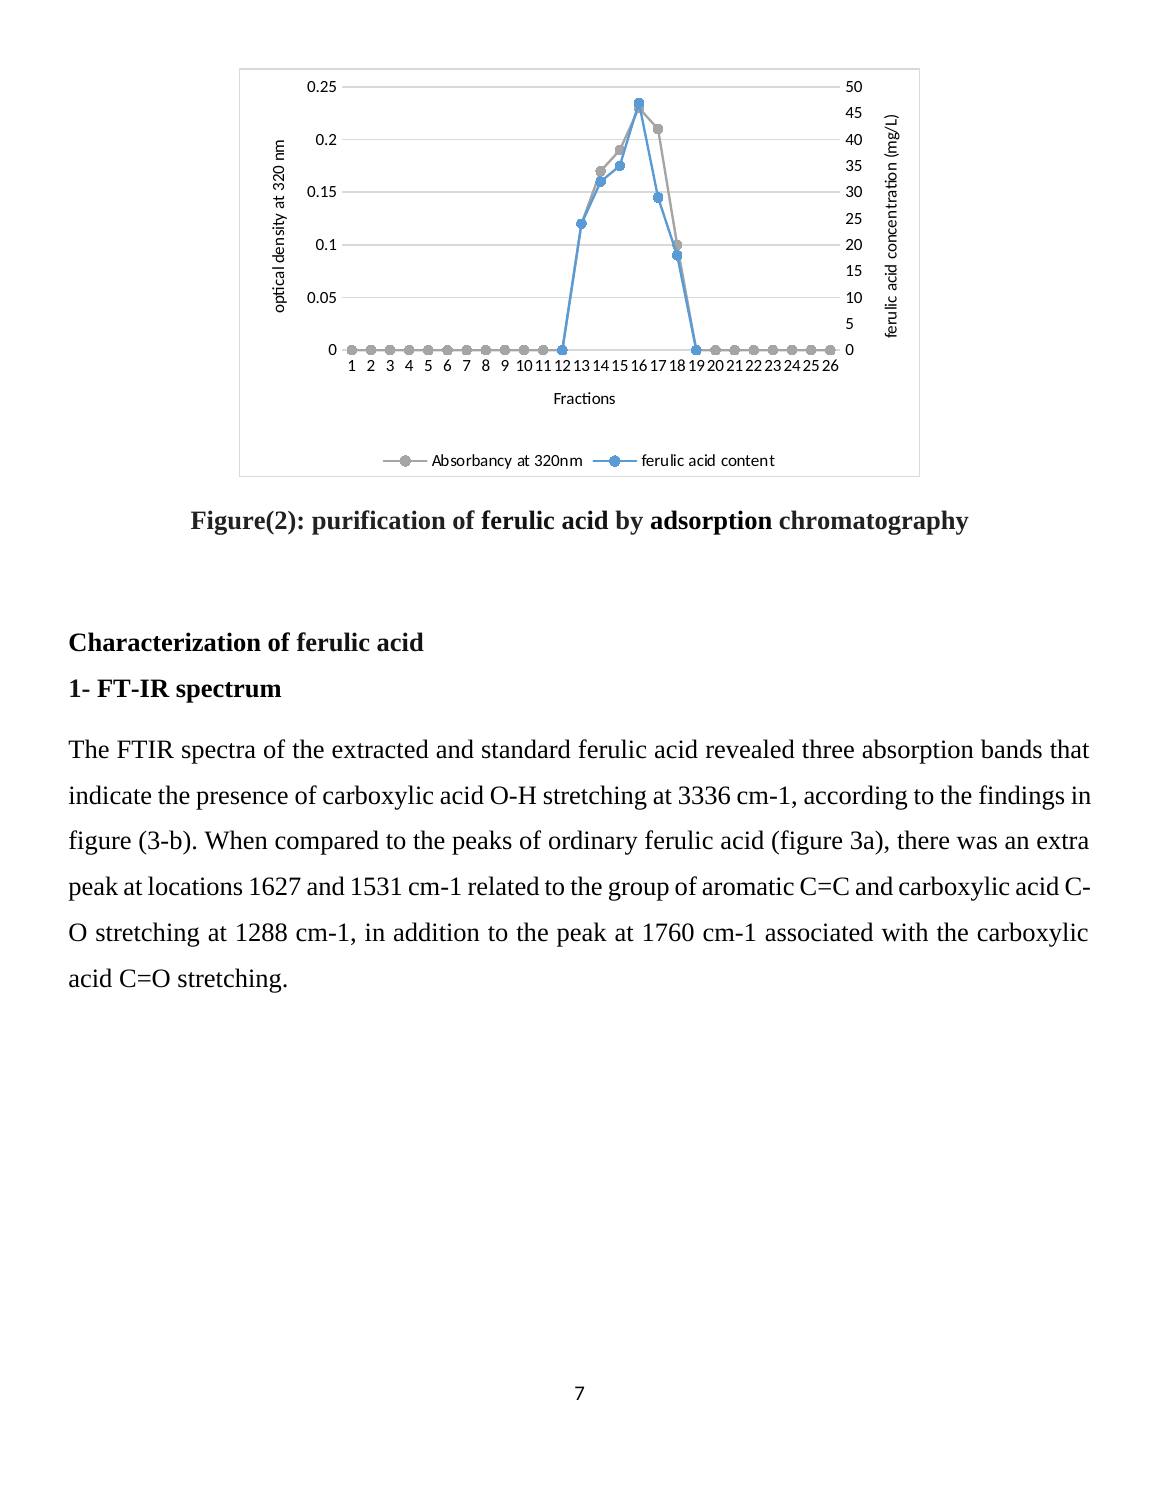 0.25
0.2
0.15
0.1
0.05
0
optical density at 320 nm
50
45
40
35
30
25
20
15
10
5
0
ferulic acid concentration (mg/L)
1 2 3 4 5 6 7 8 9 10 11 12 13 14 15 16 17 18 19 20 21 22 23 24 25 26
Fractions
Absorbancy at 320nm ferulic acid content
Figure(2): purification of ferulic acid by adsorption chromatography
Characterization of ferulic acid
1- FT-IR spectrum
The FTIR spectra of the extracted and standard ferulic acid revealed three absorption bands that
indicate the presence of carboxylic acid O-H stretching at 3336 cm-1, according to the findings in
figure (3-b). When compared to the peaks of ordinary ferulic acid (figure 3a), there was an extra
peak at locations 1627 and 1531 cm-1 related to the group of aromatic C=C and carboxylic acid C-
O stretching at 1288 cm-1, in addition to the peak at 1760 cm-1 associated with the carboxylic
acid C=O stretching.
7